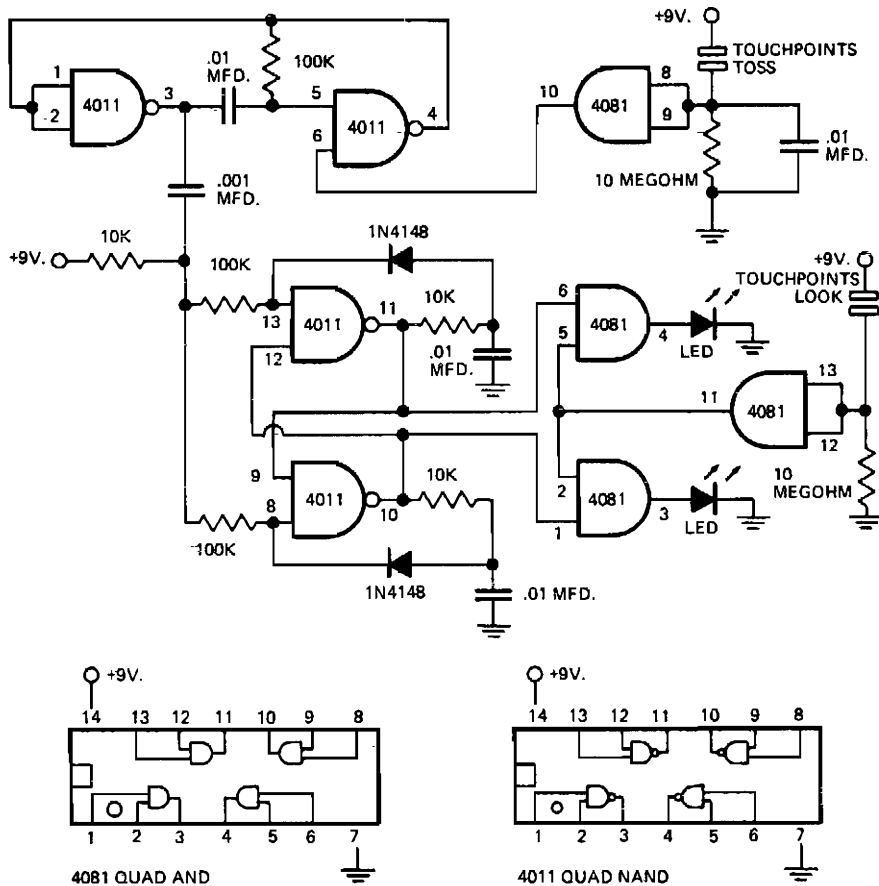 +9V.
TOUCHPOINTS
TOSS
.01
MFD.
100K
1
2
4011
3
5
6
4011
4
10
4081
8
9
10 MEGOHM
.01
MFD.
.001
MFD.
+9V.
10K
100K
1N4148
13
12
4011
11
10K
.01
MFD.
6
5
4081
4
LED
+9V.
TOUCHPOINTS
LOOK
11
4081
13
12
10
MEGOHM
9
8
4011
10
10K
100K
1N4148
.01 MFD.
2
1
4081
3
LED
+9V.
14 13 12 11 10 9 8
1 2 3 4 5 6 7
4081 QUAD AND
+9V.
14 13 12 11 10 9 8
1 2 3 4 5 6 7
4011 QUAD NAND